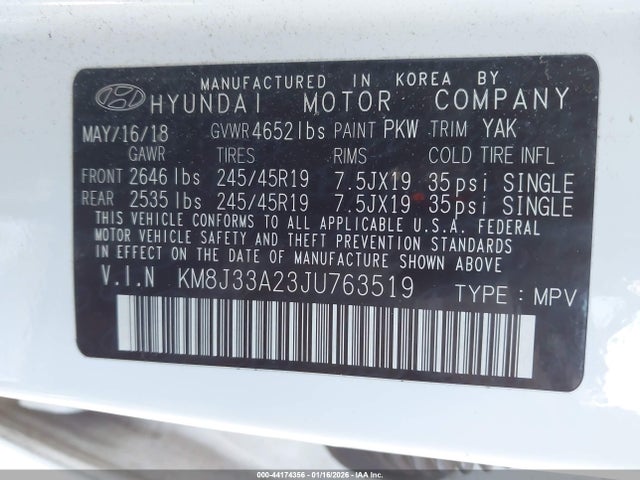 MANUFACTURED IN KOREA BY
HYUNDAI MOTOR COMPANY
MAY/16/18 GVWR 4652 lbs PAINT PKW TRIM YAK
GAWR TIRES RIMS COLD TIRE INFL
FRONT 2646 lbs 245/45R19 7.5JX19 35psi SINGLE
REAR 2535 lbs 245/45R19 7.5JX19 35psi SINGLE
THIS VEHICLE CONFORMS TO ALL APPLICABLE U.S.A. FEDERAL
MOTOR VEHICLE SAFETY AND THEFT PREVENTION STANDARDS
IN EFFECT ON THE DATE OF MANUFACTURE SHOWN ABOVE
V.I.N KM8J33A23JU763519 TYPE : MPV
000-44174356 - 01/16/2026 - IAA Inc.